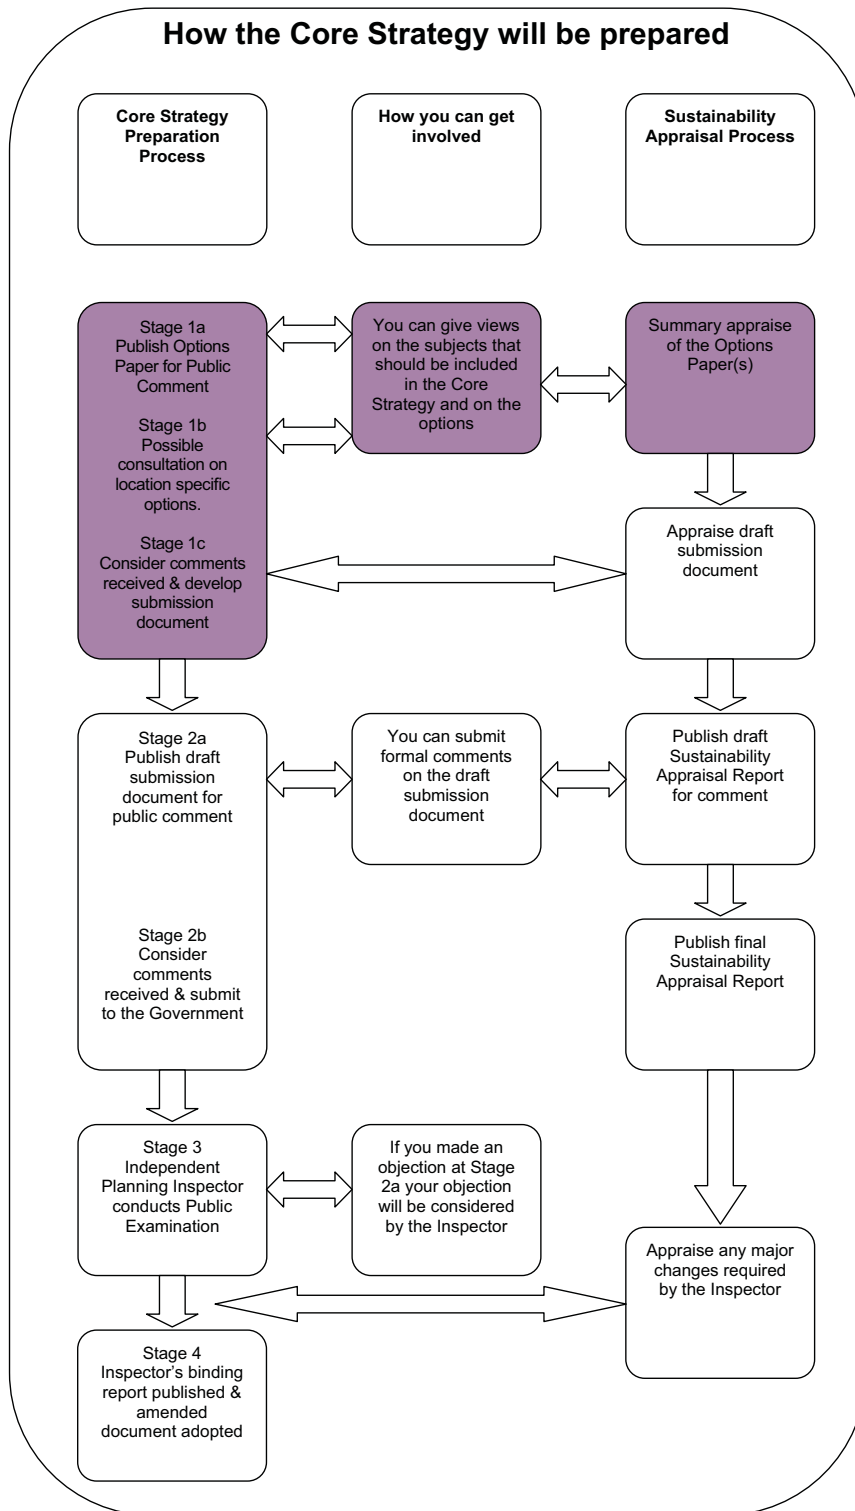 How the Core Strategy will be prepared
Core Strategy
Preparation
Process
How you can get
involved
Sustainability
Appraisal Process
Stage 1a
Publish Options
Paper for Public
Comment
Stage 1b
Possible
consultation on
location specific
options.
Stage 1c
Consider comments
received & develop
submission
document
You can give views
on the subjects that
should be included
in the Core
Strategy and on the
options
Summary appraise
of the Options
Paper(s)
Appraise draft
submission
document
Stage 2a
Publish draft
submission
document for
public comment
Stage 2b
Consider
comments
received & submit
to the Government
You can submit
formal comments
on the draft
submission
document
Publish draft
Sustainability
Appraisal Report
for comment
Publish final
Sustainability
Appraisal Report
Stage 3
Independent
Planning Inspector
conducts Public
Examination
If you made an
objection at Stage
2a your objection
will be considered
by the Inspector
Appraise any major
changes required
by the Inspector
Stage 4
Inspector’s binding
report published &
amended
document adopted